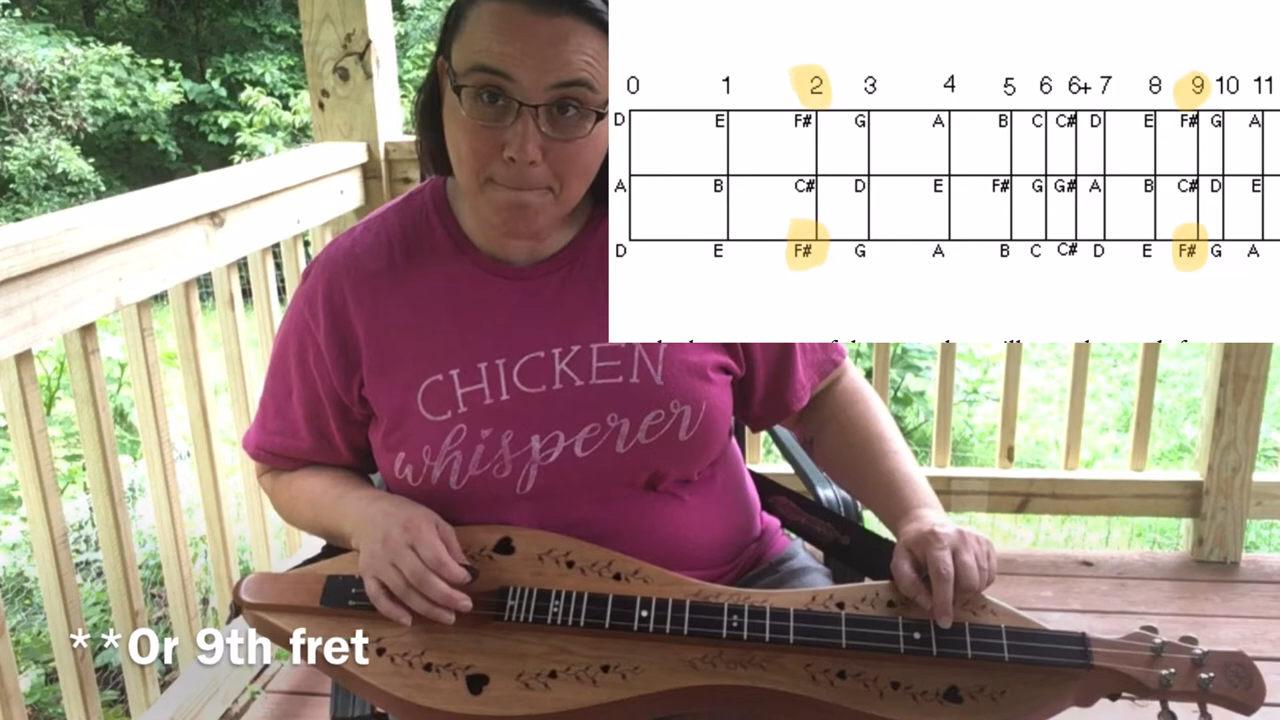 0 1 2 3 4 5 6 6+ 7 8 9 10 11
D E F# G A B C C# D E F# G A
A B C# D E F# G G# A B C# D E
D E F# G A B C C# D E F# G A
CHICKEN
whisperer
**Or 9th fret